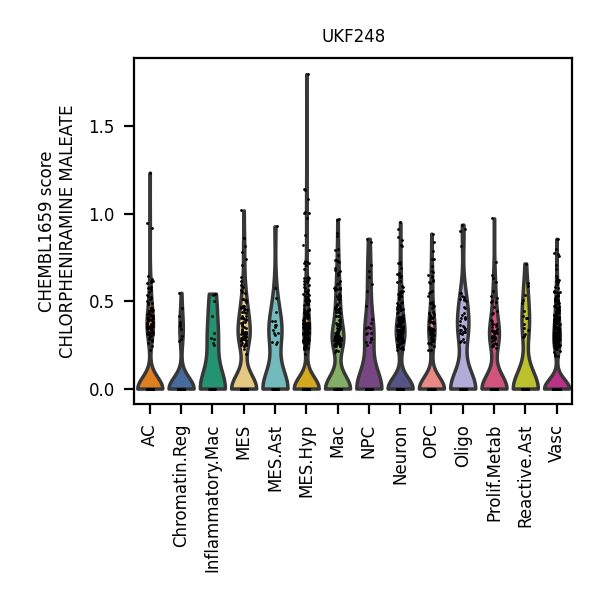 UKF248
CHEMBL1659 score
CHLORPHENIRAMINE MALEATE
1.5
1.0
0.5
0.0
AC
Chromatin.Reg
Inflammatory.Mac
MES
MES.Ast
MES.Hyp
Mac
NPC
Neuron
OPC
Oligo
Prolif.Metab
Reactive.Ast
Vasc